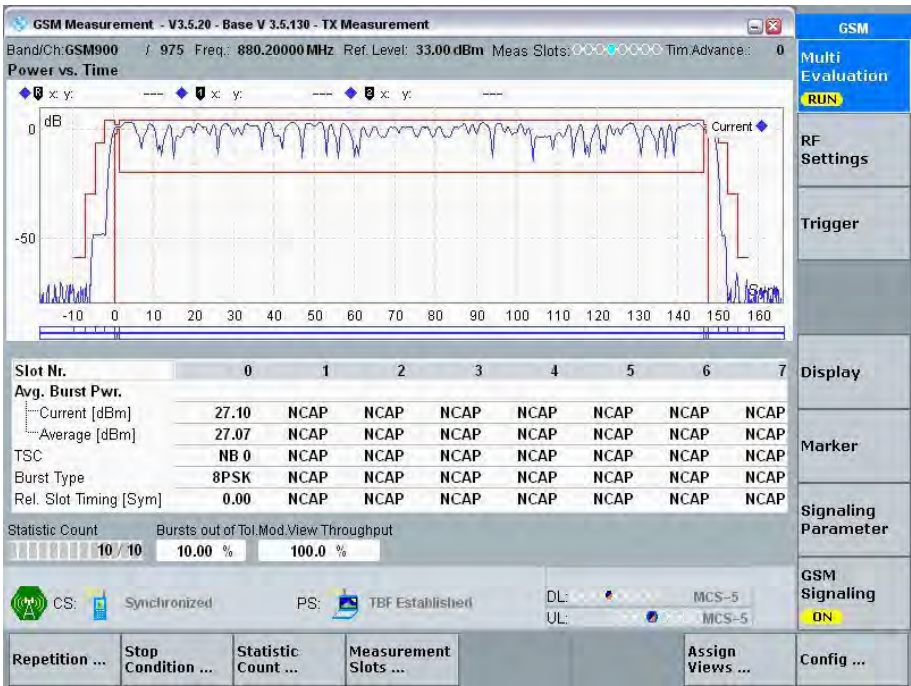 GSM Measurement - V3.5.20 - Base V 3.5.130 - TX Measurement
GSM
Band/Ch: GSM900 / 975 Freq.: 880.20000 MHz Ref. Level: 33.00 dBm Meas Slots: Tim.Advance.: 0
Power vs. Time
R x: y: --- 1 x: y: --- 2 x: y: ---
dB
0
-50
Current
Sym
-10 0 10 20 30 40 50 60 70 80 90 100 110 120 130 140 150 160
Slot Nr. 0 1 2 3 4 5 6 7
Avg. Burst Pwr.
Current [dBm] 27.10 NCAP NCAP NCAP NCAP NCAP NCAP NCAP
Average [dBm] 27.07 NCAP NCAP NCAP NCAP NCAP NCAP NCAP
TSC NB 0 NCAP NCAP NCAP NCAP NCAP NCAP NCAP
Burst Type 8PSK NCAP NCAP NCAP NCAP NCAP NCAP NCAP
Rel. Slot Timing [Sym] 0.00 NCAP NCAP NCAP NCAP NCAP NCAP NCAP
Statistic Count Bursts out of Tol. Mod.View Throughput
10 / 10 10.00 % 100.0 %
CS: Synchronized PS: TBF Established
DL: MCS-5
UL: MCS-5
Multi
Evaluation
RUN
RF
Settings
Trigger
Display
Marker
Signaling
Parameter
GSM
Signaling
ON
Repetition ...
Stop
Condition ...
Statistic
Count ...
Measurement
Slots ...
Assign
Views ...
Config ...